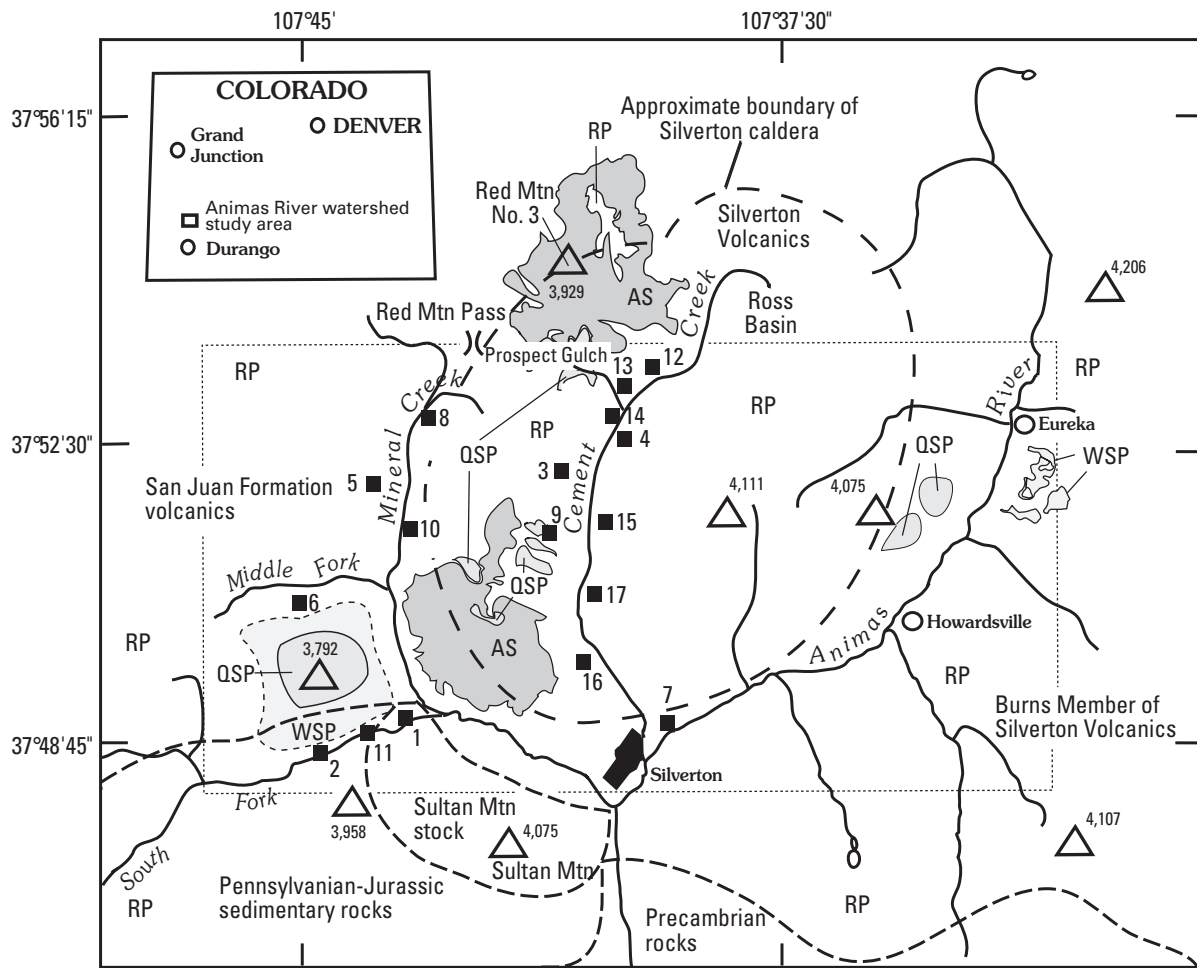 107°45'
107°37'30"
37°56'15"
37°52'30"
37°48'45"
COLORADO
DENVER
Grand
Junction
Animas River watershed
study area
Durango
Approximate boundary of
Silverton caldera
RP
Red Mtn
No. 3
3,929
AS
Silverton
Volcanics
Creek
Ross
Basin
4,206
Red Mtn Pass
Prospect Gulch
RP
Creek
8
QSP
RP
13
12
14
4
3
RP
RP
River
Eureka
QSP
WSP
San Juan Formation
volcanics
5
Mineral
10
Cement
9
15
4,111
4,075
QSP
17
Middle Fork
6
RP
3,792
QSP
WSP
AS
16
Animas
Howardsville
RP
Burns Member of
Silverton Volcanics
1
11
2
7
Silverton
South Fork
3,958
Sultan Mtn
stock
4,075
Sultan Mtn
4,107
RP
Pennsylvanian-Jurassic
sedimentary rocks
Precambrian
rocks
RP